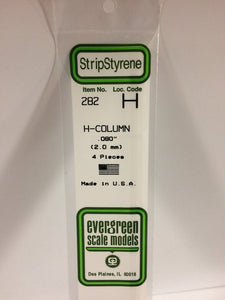 StripStyrene
Item No. Loc. Code
282 H
H-COLUMN
.080"
(2.0 mm)
4 Pieces
Made in U.S.A.
evergreen
scale models
Des Plaines, IL 60018